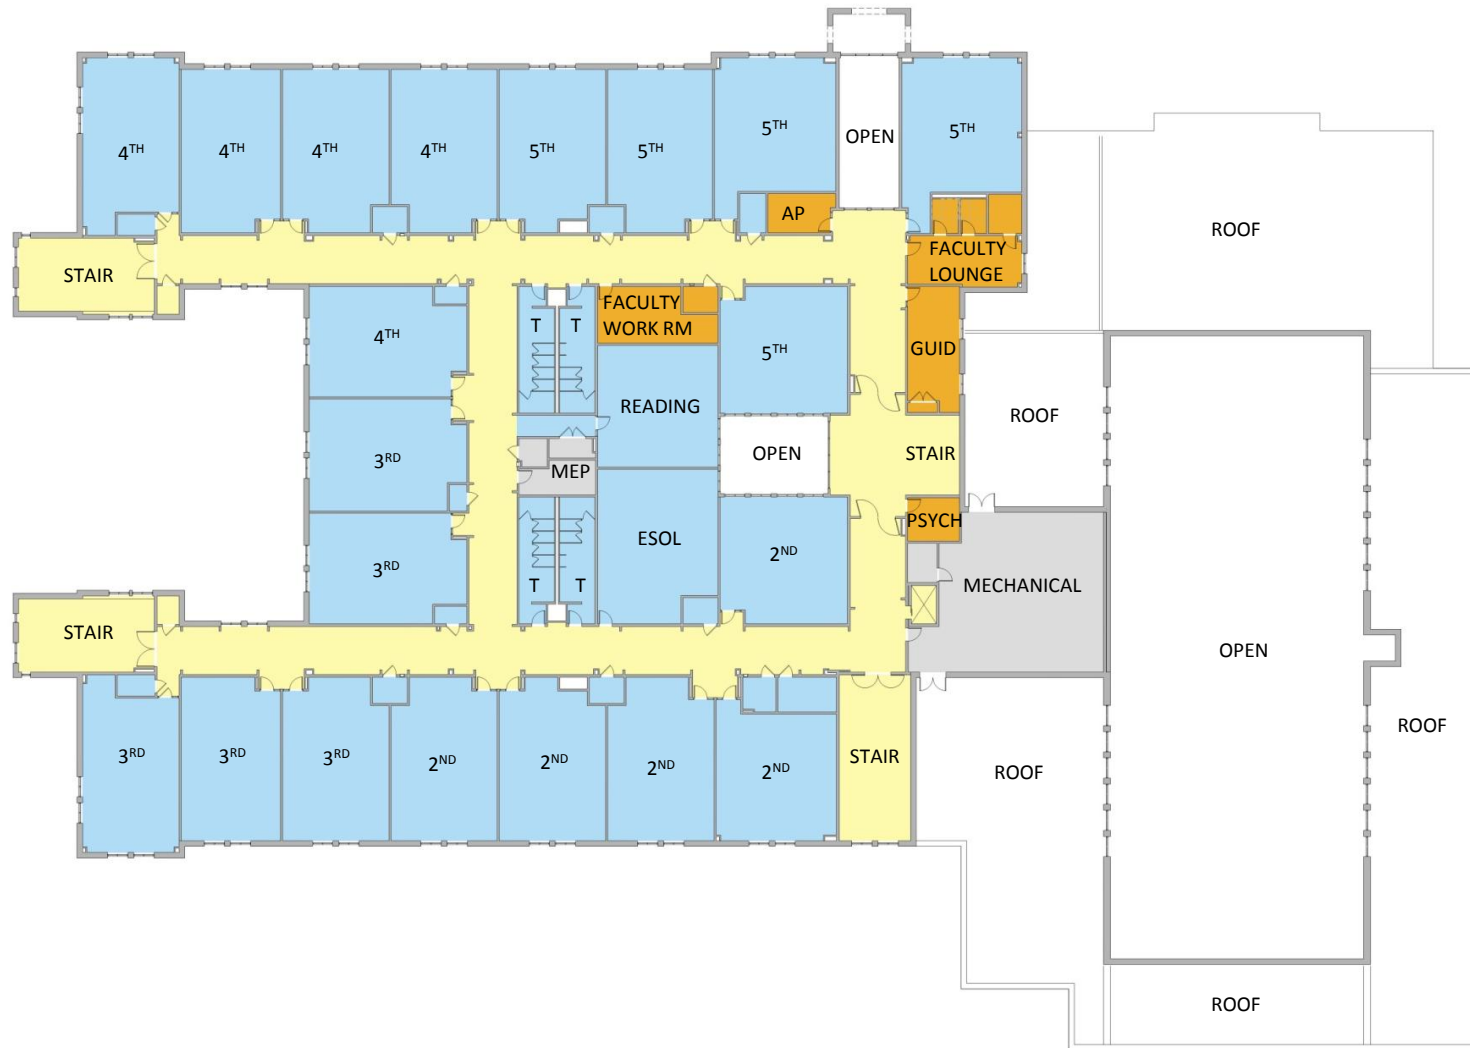 5TH
5TH
OPEN
4TH
4TH
4TH
4TH
5TH
5TH
AP
ROOF
FACULTY
LOUNGE
STAIR
FACULTY
WORK RM
T
T
4TH
5TH
GUID
READING
ROOF
3RD
OPEN
STAIR
MEP
PSYCH
ESOL
2ND
3RD
T
T
MECHANICAL
STAIR
OPEN
ROOF
3RD
3RD
3RD
2ND
2ND
2ND
2ND
STAIR
ROOF
ROOF